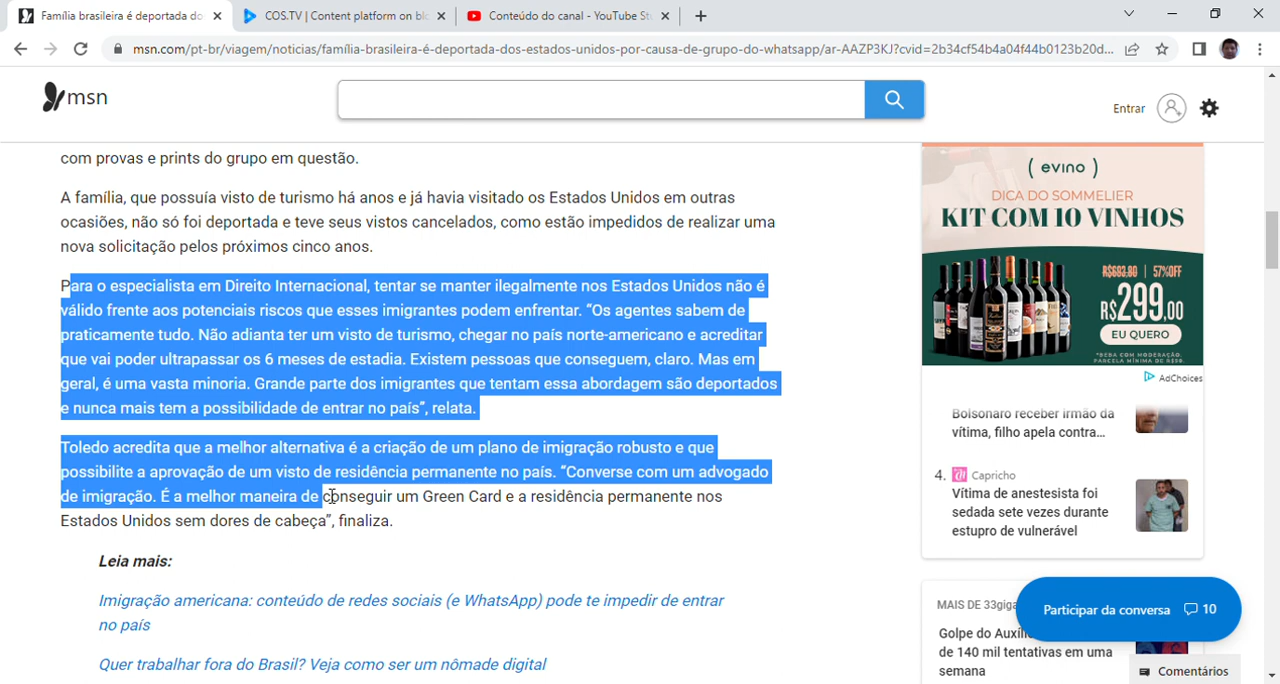 Família brasileira é deportada do
COS.TV | Content platform on blo
Conteúdo do canal - YouTube Stu
msn.com/pt-br/viagem/noticias/família-brasileira-é-deportada-dos-estados-unidos-por-causa-de-grupo-do-whatsapp/ar-AAZP3KJ?cvid=2b34cf54b4a04f44b0123b20d...
msn
Entrar
com provas e prints do grupo em questão.
A família, que possuía visto de turismo há anos e já havia visitado os Estados Unidos em outras
ocasiões, não só foi deportada e teve seus vistos cancelados, como estão impedidos de realizar uma
nova solicitação pelos próximos cinco anos.
Para o especialista em Direito Internacional, tentar se manter ilegalmente nos Estados Unidos não é
válido frente aos potenciais riscos que esses imigrantes podem enfrentar. “Os agentes sabem de
praticamente tudo. Não adianta ter um visto de turismo, chegar no país norte-americano e acreditar
que vai poder ultrapassar os 6 meses de estadia. Existem pessoas que conseguem, claro. Mas em
geral, é uma vasta minoria. Grande parte dos imigrantes que tentam essa abordagem são deportados
e nunca mais tem a possibilidade de entrar no país”, relata.
Toledo acredita que a melhor alternativa é a criação de um plano de imigração robusto e que
possibilite a aprovação de um visto de residência permanente no país. “Converse com um advogado
de imigração. É a melhor maneira de conseguir um Green Card e a residência permanente nos
Estados Unidos sem dores de cabeça”, finaliza.
Leia mais:
Imigração americana: conteúdo de redes sociais (e WhatsApp) pode te impedir de entrar
no país
Quer trabalhar fora do Brasil? Veja como ser um nômade digital
( evino )
DICA DO SOMMELIER
KIT COM 10 VINHOS
R$683,90 | 57%OFF
R$299,00
EU QUERO
*BEBA COM MODERAÇÃO.
PARCELA MÍNIMA DE R$50.
AdChoices
Bolsonaro receber irmão da
vítima, filho apela contra...
4. Capricho
Vítima de anestesista foi
sedada sete vezes durante
estupro de vulnerável
MAIS DE 33giga
Golpe do Auxíl
de 140 mil tentativas em uma
semana
Participar da conversa 10
Comentários